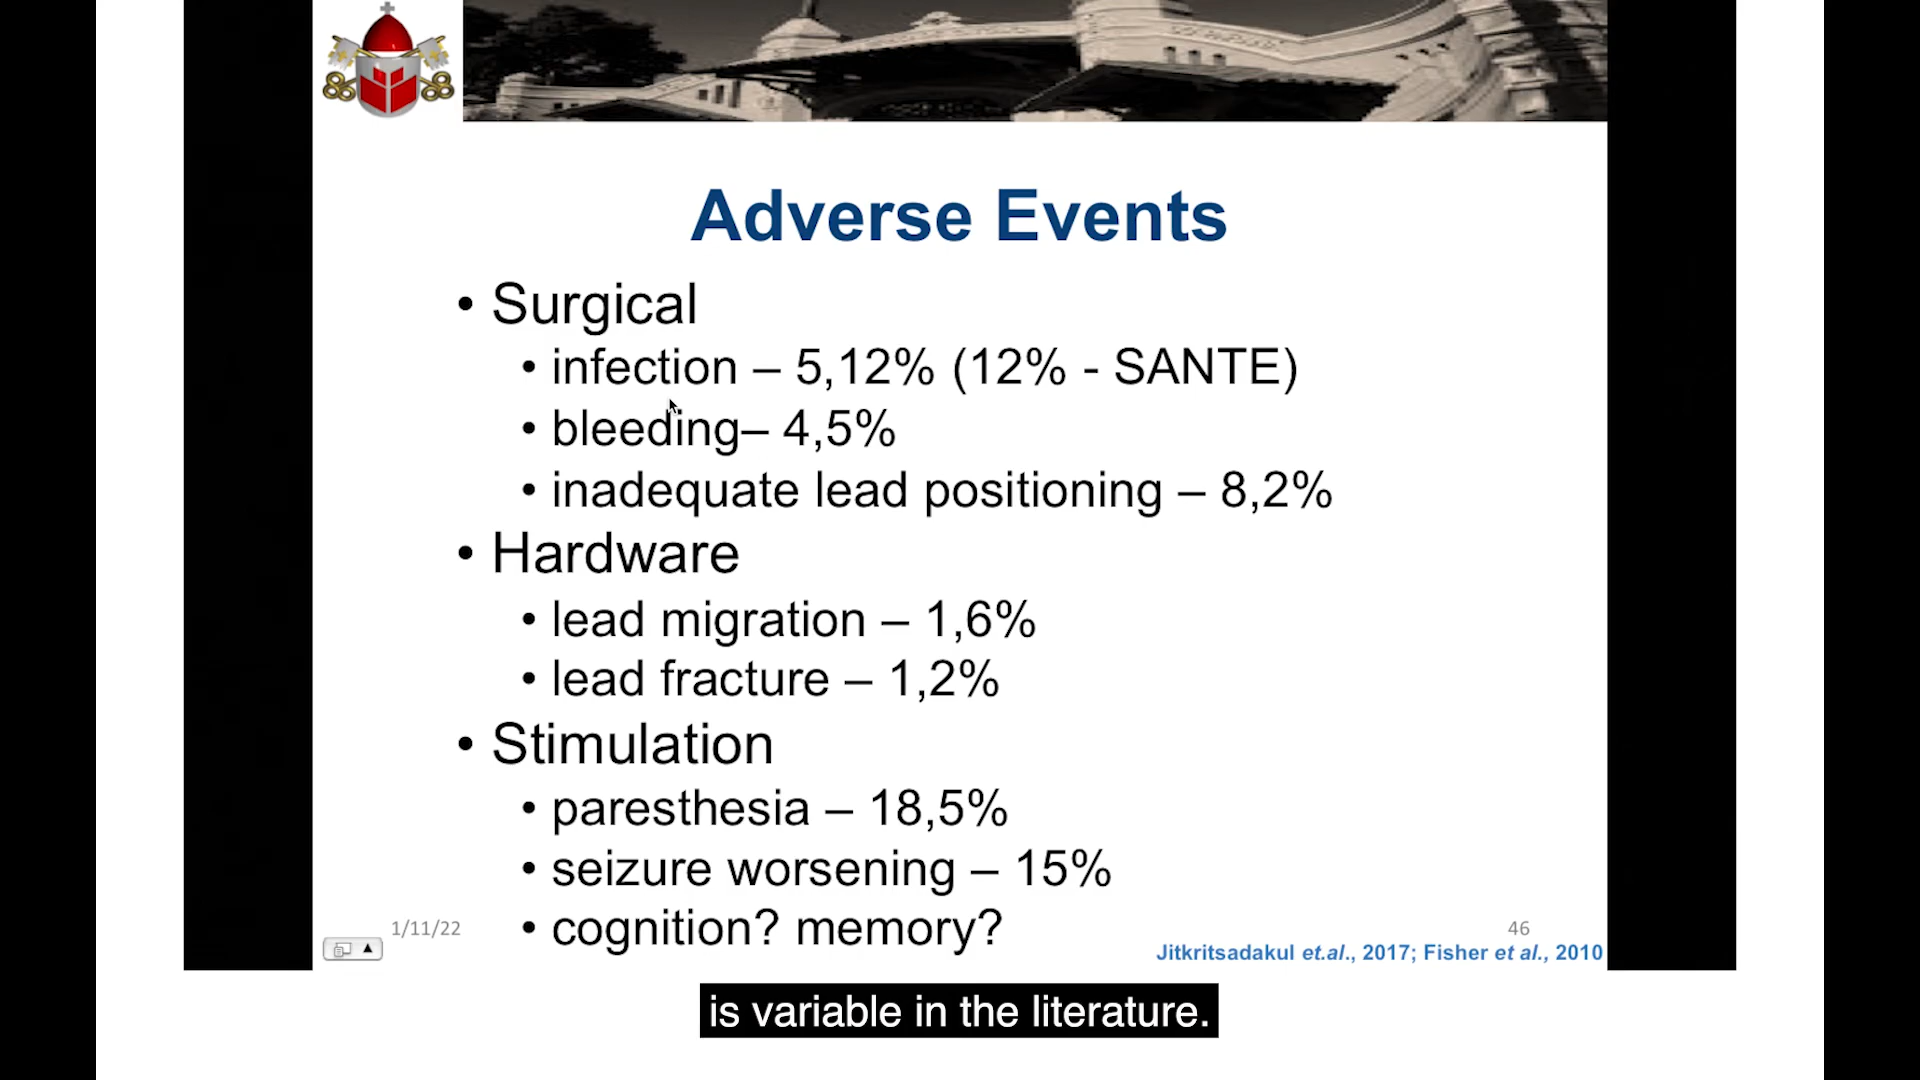 Adverse Events
• Surgical
• infection – 5,12% (12% - SANTE)
• bleeding– 4,5%
• inadequate lead positioning – 8,2%
• Hardware
• lead migration – 1,6%
• lead fracture – 1,2%
• Stimulation
• paresthesia – 18,5%
• seizure worsening – 15%
• cognition? memory?
1/11/22
46
Jitkritsadakul et.al., 2017; Fisher et al., 2010
is variable in the literature.